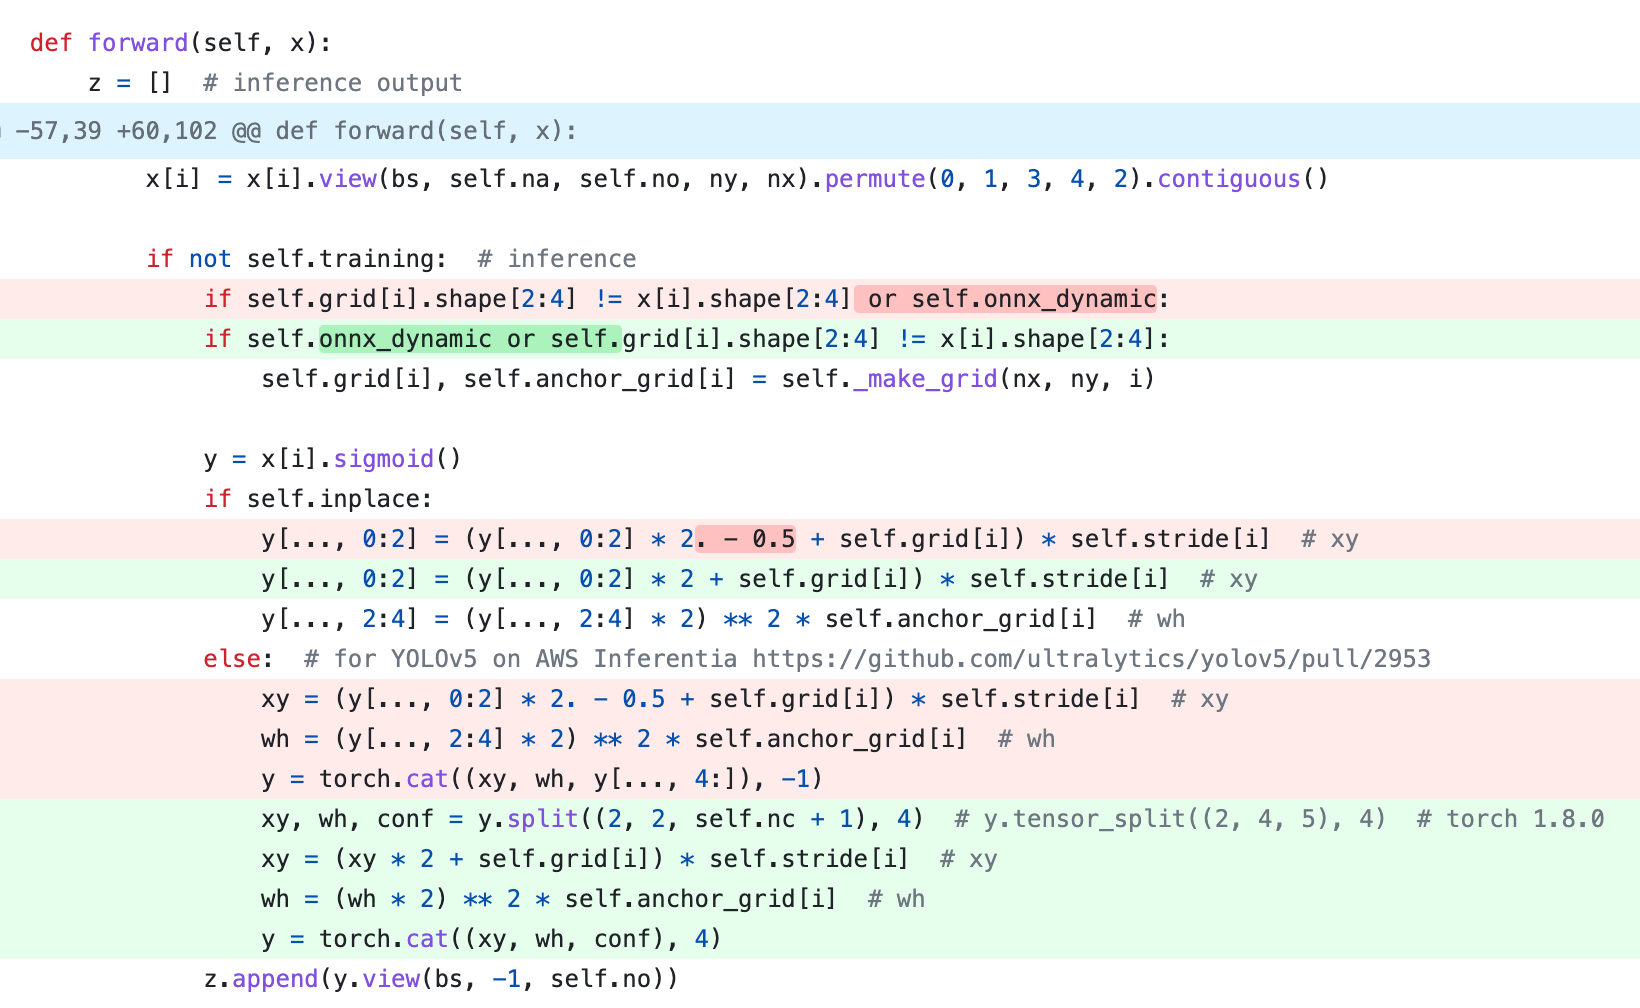 def forward(self, x):
z = []  # inference output
-57,39 +60,102 @@ def forward(self, x):
x[i] = x[i].view(bs, self.na, self.no, ny, nx).permute(0, 1, 3, 4, 2).contiguous()
if not self.training:  # inference
if self.grid[i].shape[2:4] != x[i].shape[2:4] or self.onnx_dynamic:
if self.onnx_dynamic or self.grid[i].shape[2:4] != x[i].shape[2:4]:
self.grid[i], self.anchor_grid[i] = self._make_grid(nx, ny, i)
y = x[i].sigmoid()
if self.inplace:
y[..., 0:2] = (y[..., 0:2] * 2. - 0.5 + self.grid[i]) * self.stride[i]  # xy
y[..., 0:2] = (y[..., 0:2] * 2 + self.grid[i]) * self.stride[i]  # xy
y[..., 2:4] = (y[..., 2:4] * 2) ** 2 * self.anchor_grid[i]  # wh
else:  # for YOLOv5 on AWS Inferentia https://github.com/ultralytics/yolov5/pull/2953
xy = (y[..., 0:2] * 2. - 0.5 + self.grid[i]) * self.stride[i]  # xy
wh = (y[..., 2:4] * 2) ** 2 * self.anchor_grid[i]  # wh
y = torch.cat((xy, wh, y[..., 4:]), -1)
xy, wh, conf = y.split((2, 2, self.nc + 1), 4)  # y.tensor_split((2, 4, 5), 4)  # torch 1.8.0
xy = (xy * 2 + self.grid[i]) * self.stride[i]  # xy
wh = (wh * 2) ** 2 * self.anchor_grid[i]  # wh
y = torch.cat((xy, wh, conf), 4)
z.append(y.view(bs, -1, self.no))